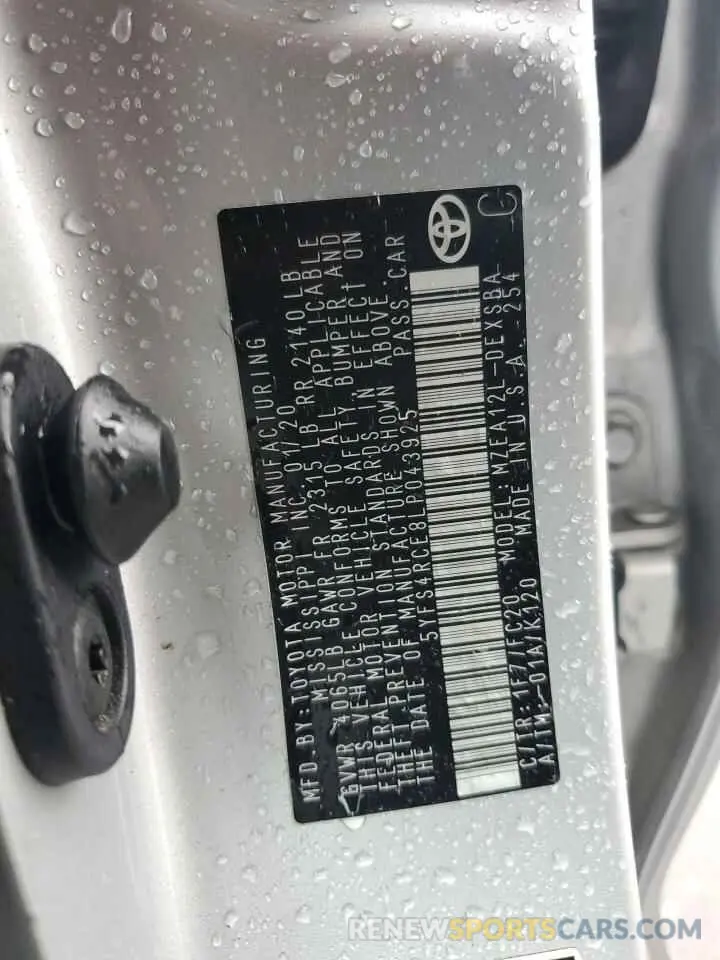 MFD. BY: TOYOTA MOTOR MANUFACTURING
MISSISSIPPI, INC. 01/20
GVWR 4065LB GAWR FR 2315 LB RR 2140 LB
THIS VEHICLE CONFORMS TO ALL APPLICABLE
FEDERAL MOTOR VEHICLE SAFETY BUMPER AND
THEFT PREVENTION STANDARDS IN EFFECT ON
THE DATE OF MANUFACTURE SHOWN ABOVE.
5YFS4RCE8LP043925 PASS. CAR
C/TR: 1F7/FC20 MODEL: MZEA12L-DEXSBA
A/TM: -01A/K120 MADE IN U.S.A. 254
C
RENEWSPORTSCARS.COM